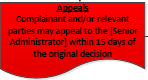 Appeals
Complainant and/or relevant
parties may appeal to the [Senior
Administrator] within 15 days of
the original decision